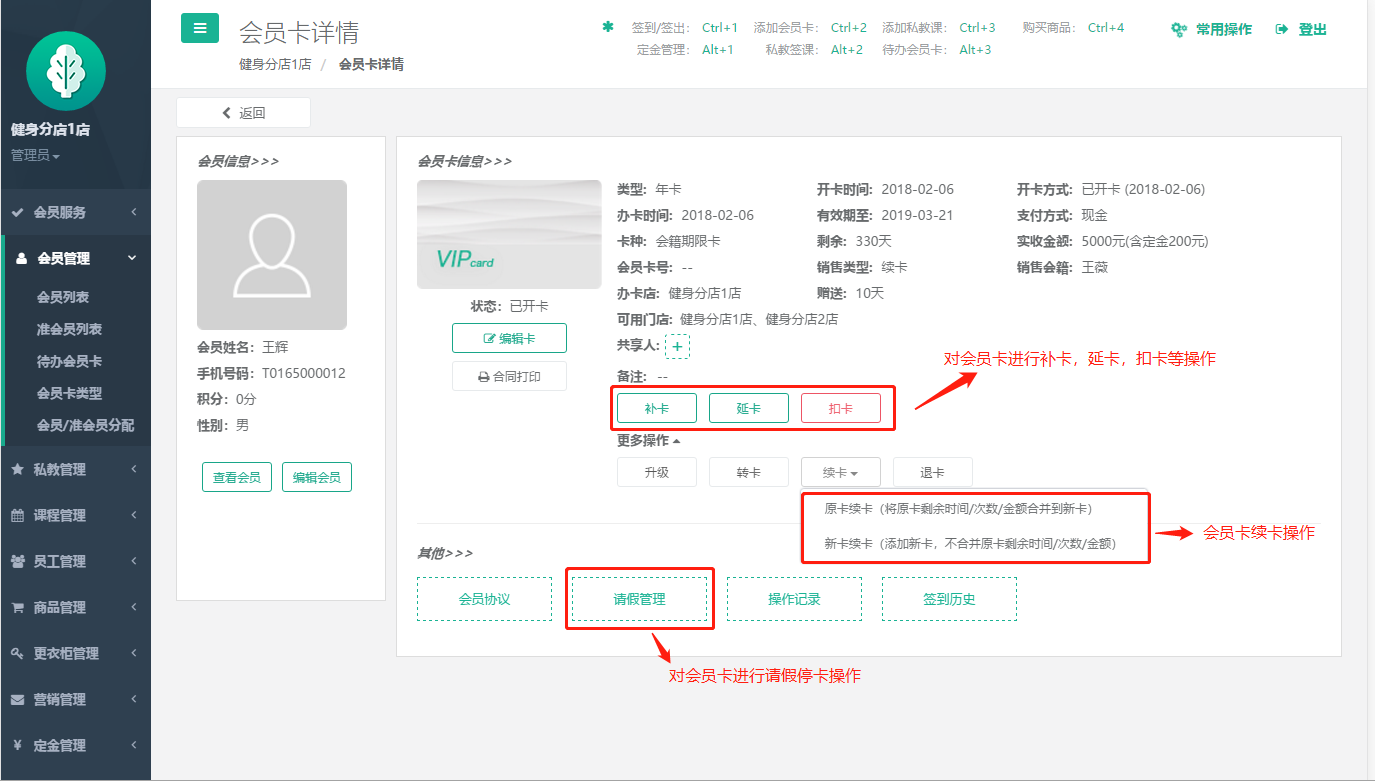 会员卡详情
健身分店1店 / 会员卡详情
签到/签出: Ctrl+1 添加会员卡: Ctrl+2 添加私教课: Ctrl+3 购买商品: Ctrl+4
定金管理: Alt+1 私教签课: Alt+2 待办会员卡: Alt+3
常用操作 登出
健身分店1店
管理员
会员服务
会员管理
会员列表
准会员列表
待办会员卡
会员卡类型
会员/准会员分配
私教管理
课程管理
员工管理
商品管理
更衣柜管理
营销管理
定金管理
返回
会员信息>>>
会员姓名: 王辉
手机号码: T0165000012
积分: 0分
性别: 男
查看会员 编辑会员
会员卡信息>>>
VIPcard
状态: 已开卡
编辑卡
合同打印
类型: 年卡 开卡时间: 2018-02-06 开卡方式: 已开卡 (2018-02-06)
办卡时间: 2018-02-06 有效期至: 2019-03-21 支付方式: 现金
卡种: 会籍期限卡 剩余: 330天 实收金额: 5000元(含定金200元)
会员卡号: -- 销售类型: 续卡 销售会籍: 王薇
办卡店: 健身分店1店 赠送: 10天
可用门店: 健身分店1店、健身分店2店
共享人: +
备注: --
对会员卡进行补卡，延卡，扣卡等操作
补卡 延卡 扣卡
更多操作
升级 转卡 续卡 退卡
原卡续卡（将原卡剩余时间/次数/金额合并到新卡）
新卡续卡（添加新卡，不合并原卡剩余时间/次数/金额）
会员卡续卡操作
其他>>>
会员协议 请假管理 操作记录 签到历史
对会员卡进行请假停卡操作